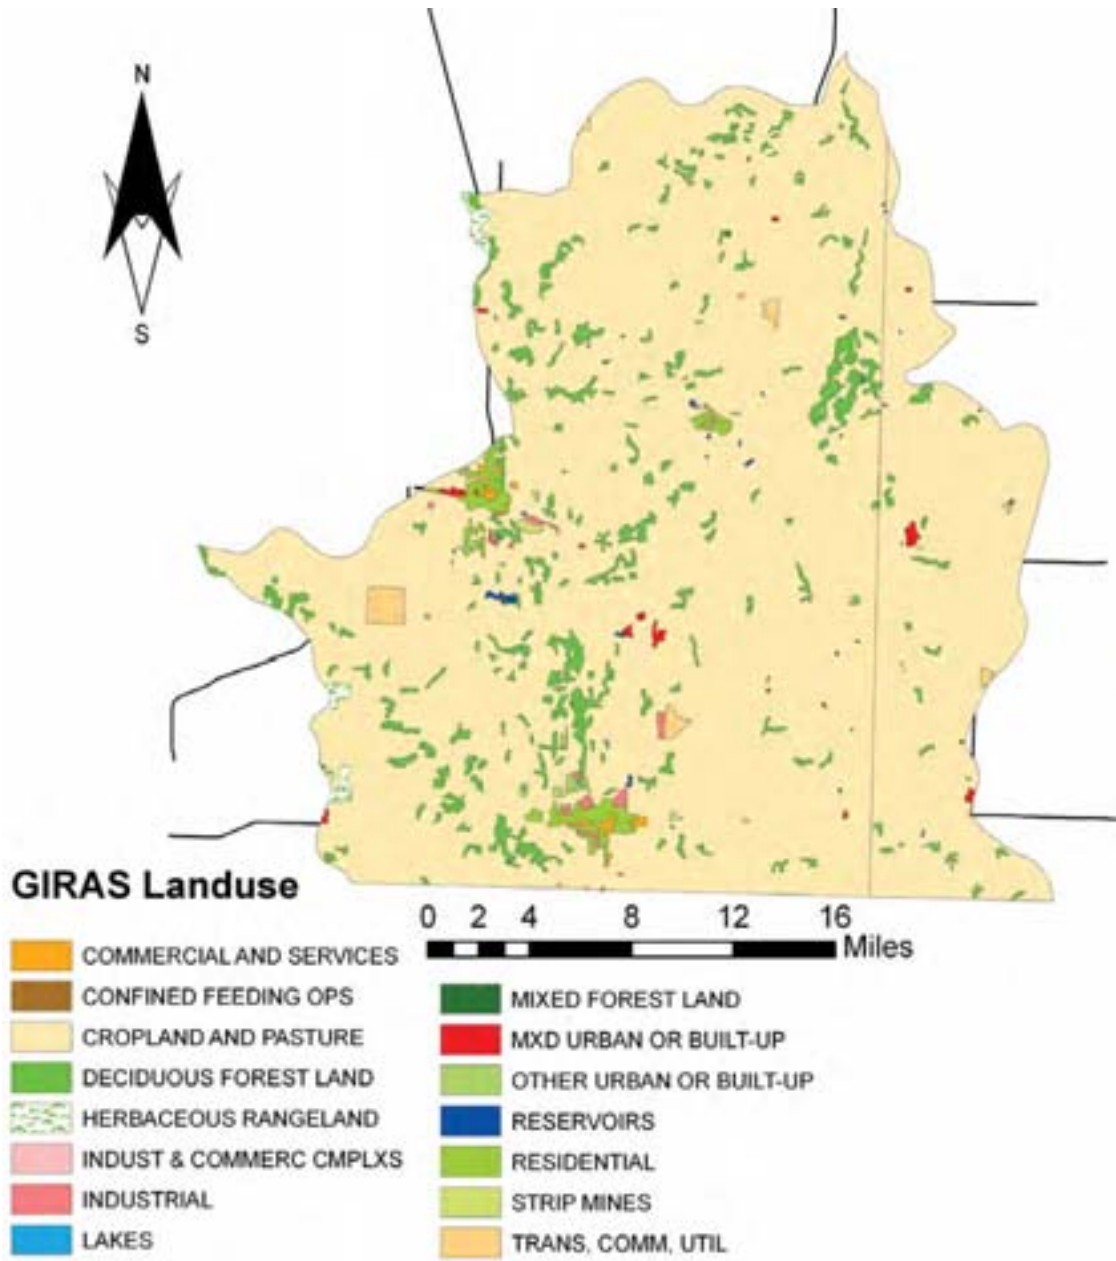 N
S
GIRAS Landuse
0 2 4 8 12 16
Miles
COMMERCIAL AND SERVICES
CONFINED FEEDING OPS
CROPLAND AND PASTURE
DECIDUOUS FOREST LAND
HERBACEOUS RANGELAND
INDUST & COMMERC CMPLXS
INDUSTRIAL
LAKES
MIXED FOREST LAND
MXD URBAN OR BUILT-UP
OTHER URBAN OR BUILT-UP
RESERVOIRS
RESIDENTIAL
STRIP MINES
TRANS, COMM, UTIL